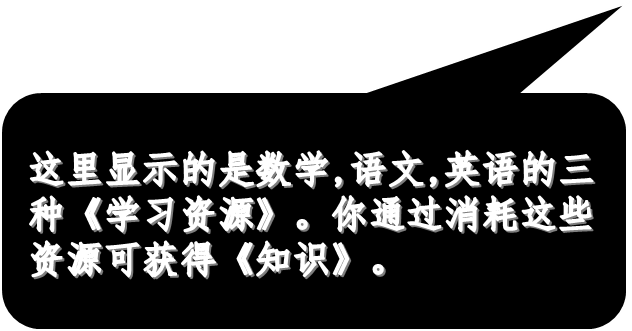 这里显示的是数学,语文,英语的三
种《学习资源》。你通过消耗这些
资源可获得《知识》。